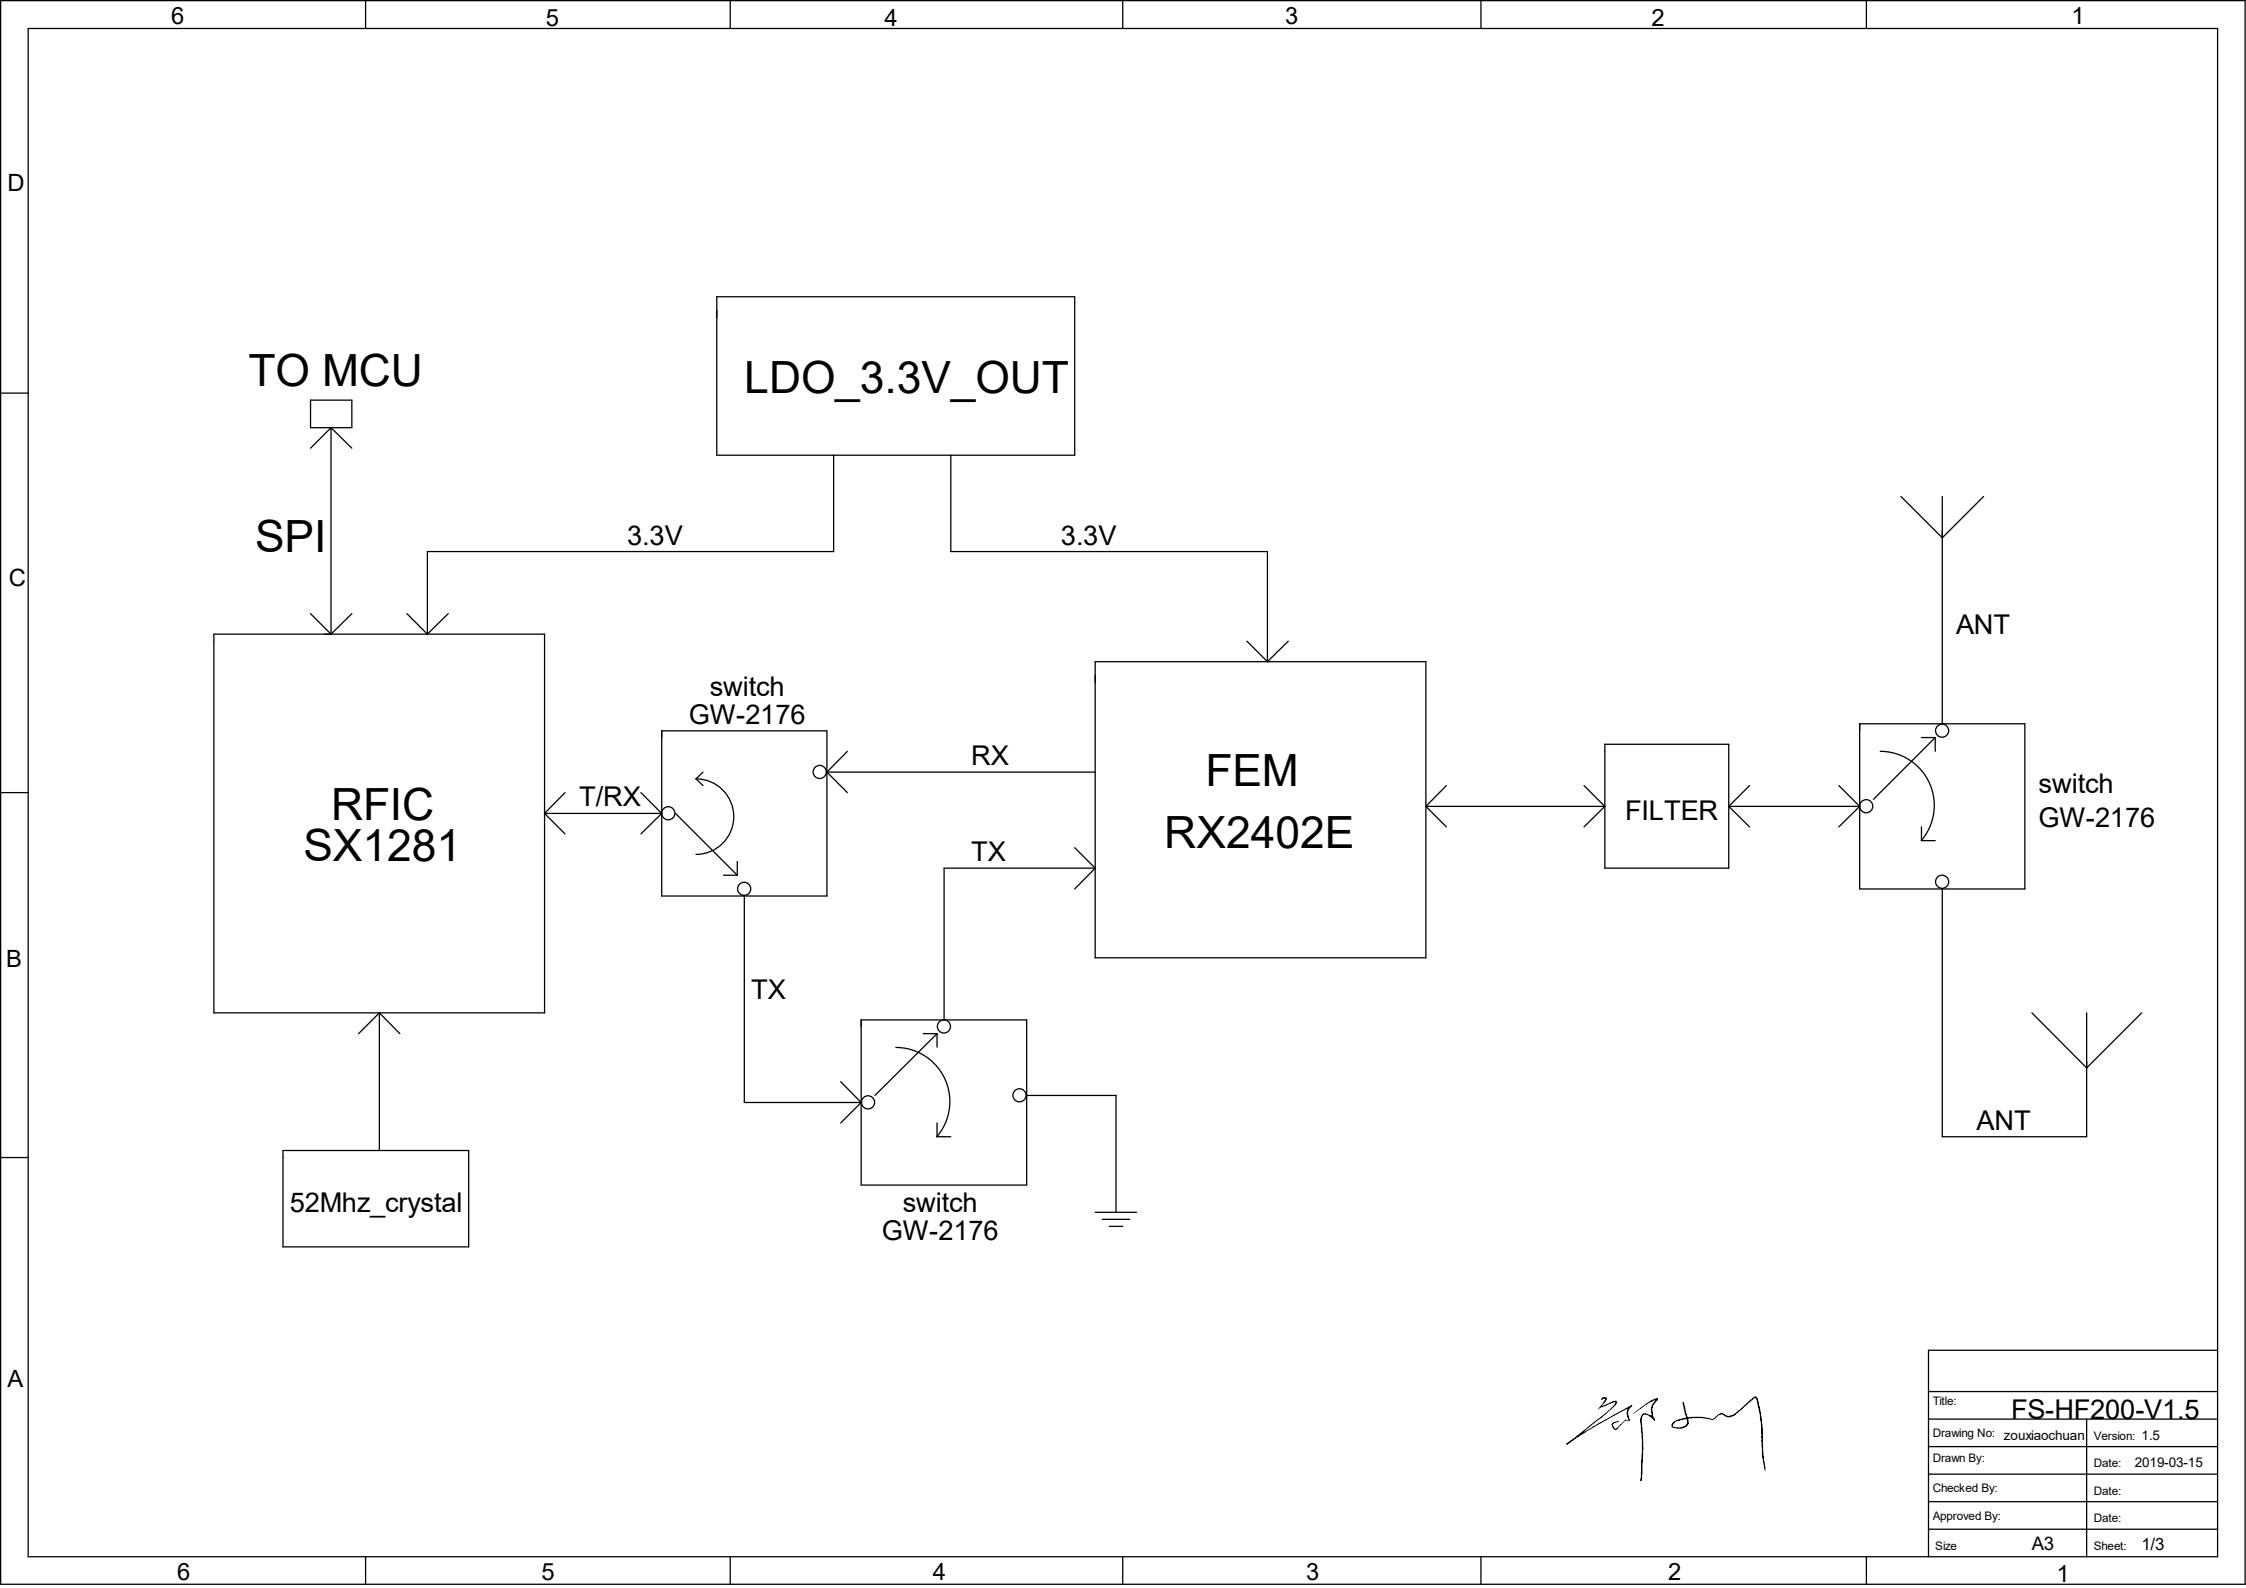 6 5 4 3 2 1
D
C
B
A
TO MCU
SPI
LDO_3.3V_OUT
3.3V
3.3V
RFIC
SX1281
T/RX
switch
GW-2176
RX
TX
TX
FEM
RX2402E
FILTER
ANT
switch
GW-2176
ANT
52Mhz_crystal
switch
GW-2176
Title: FS-HF200-V1.5
Drawing No: zouxiaochuan Version: 1.5
Drawn By: Date: 2019-03-15
Checked By: Date:
Approved By: Date:
Size A3 Sheet: 1/3
6 5 4 3 2 1